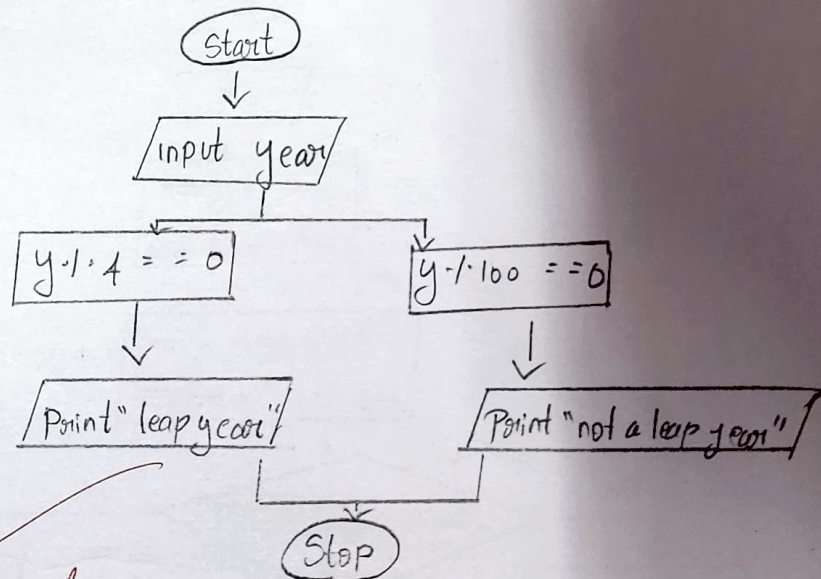 Start
input year
y % 4 = = 0
y % 100 = = 0
Print "leap year"
Print "not a leap year"
Stop